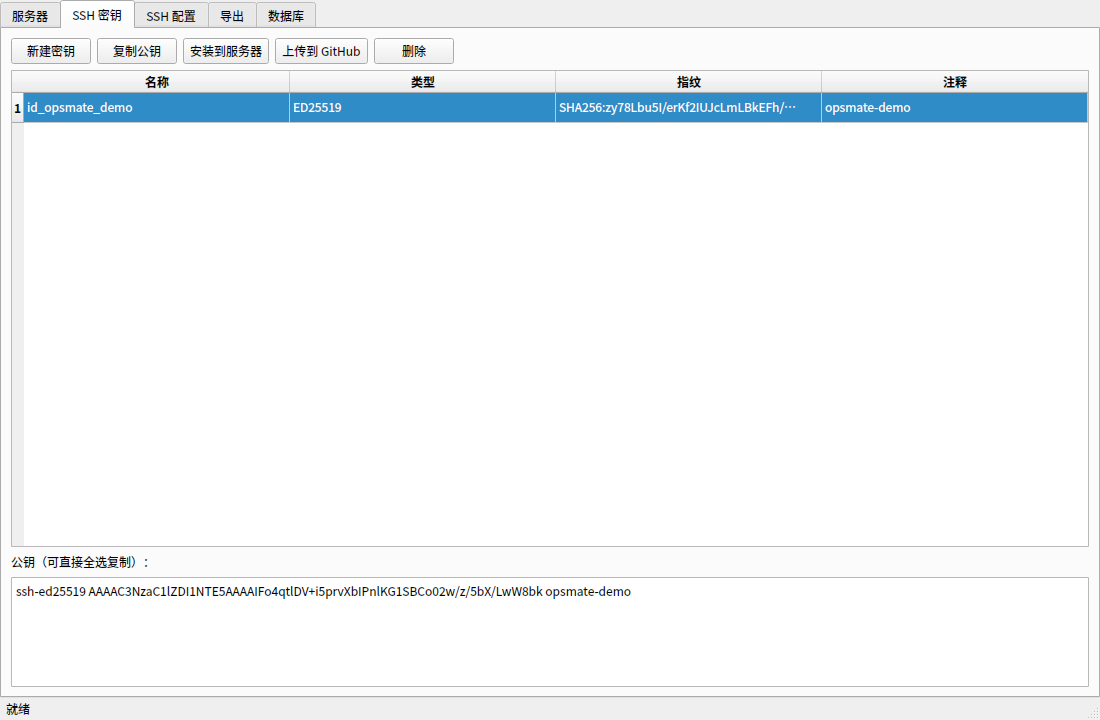 服务器 SSH 密钥 SSH 配置 导出 数据库
新建密钥 复制公钥 安装到服务器 上传到 GitHub 删除
名称 类型 指纹 注释
1 id_opsmate_demo ED25519 SHA256:zy78Lbu5I/erKf2IUJcLmLBkEFh/⋯ opsmate-demo
公钥（可直接全选复制）：
ssh-ed25519 AAAAC3NzaC1lZDI1NTE5AAAAIFo4qtlDV+i5prvXbIPnlKG1SBCo02w/z/5bX/LwW8bk opsmate-demo
就绪